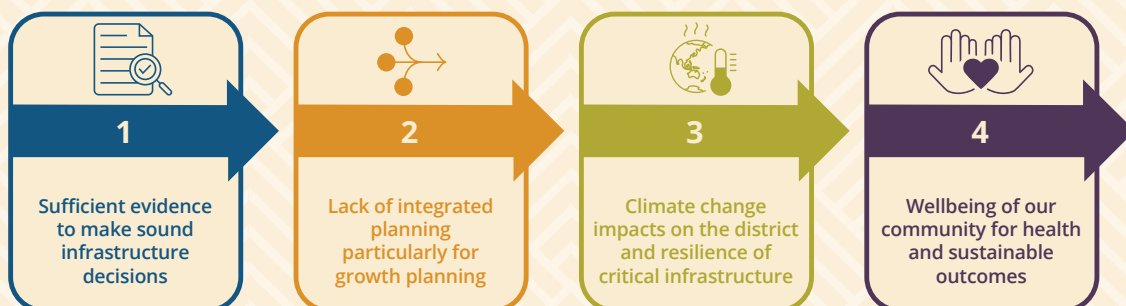 1
Sufficient evidence
to make sound
infrastructure
decisions
2
Lack of integrated
planning
particularly for
growth planning
3
Climate change
impacts on the district
and resilience of
critical infrastructure
4
Wellbeing of our
community for health
and sustainable
outcomes